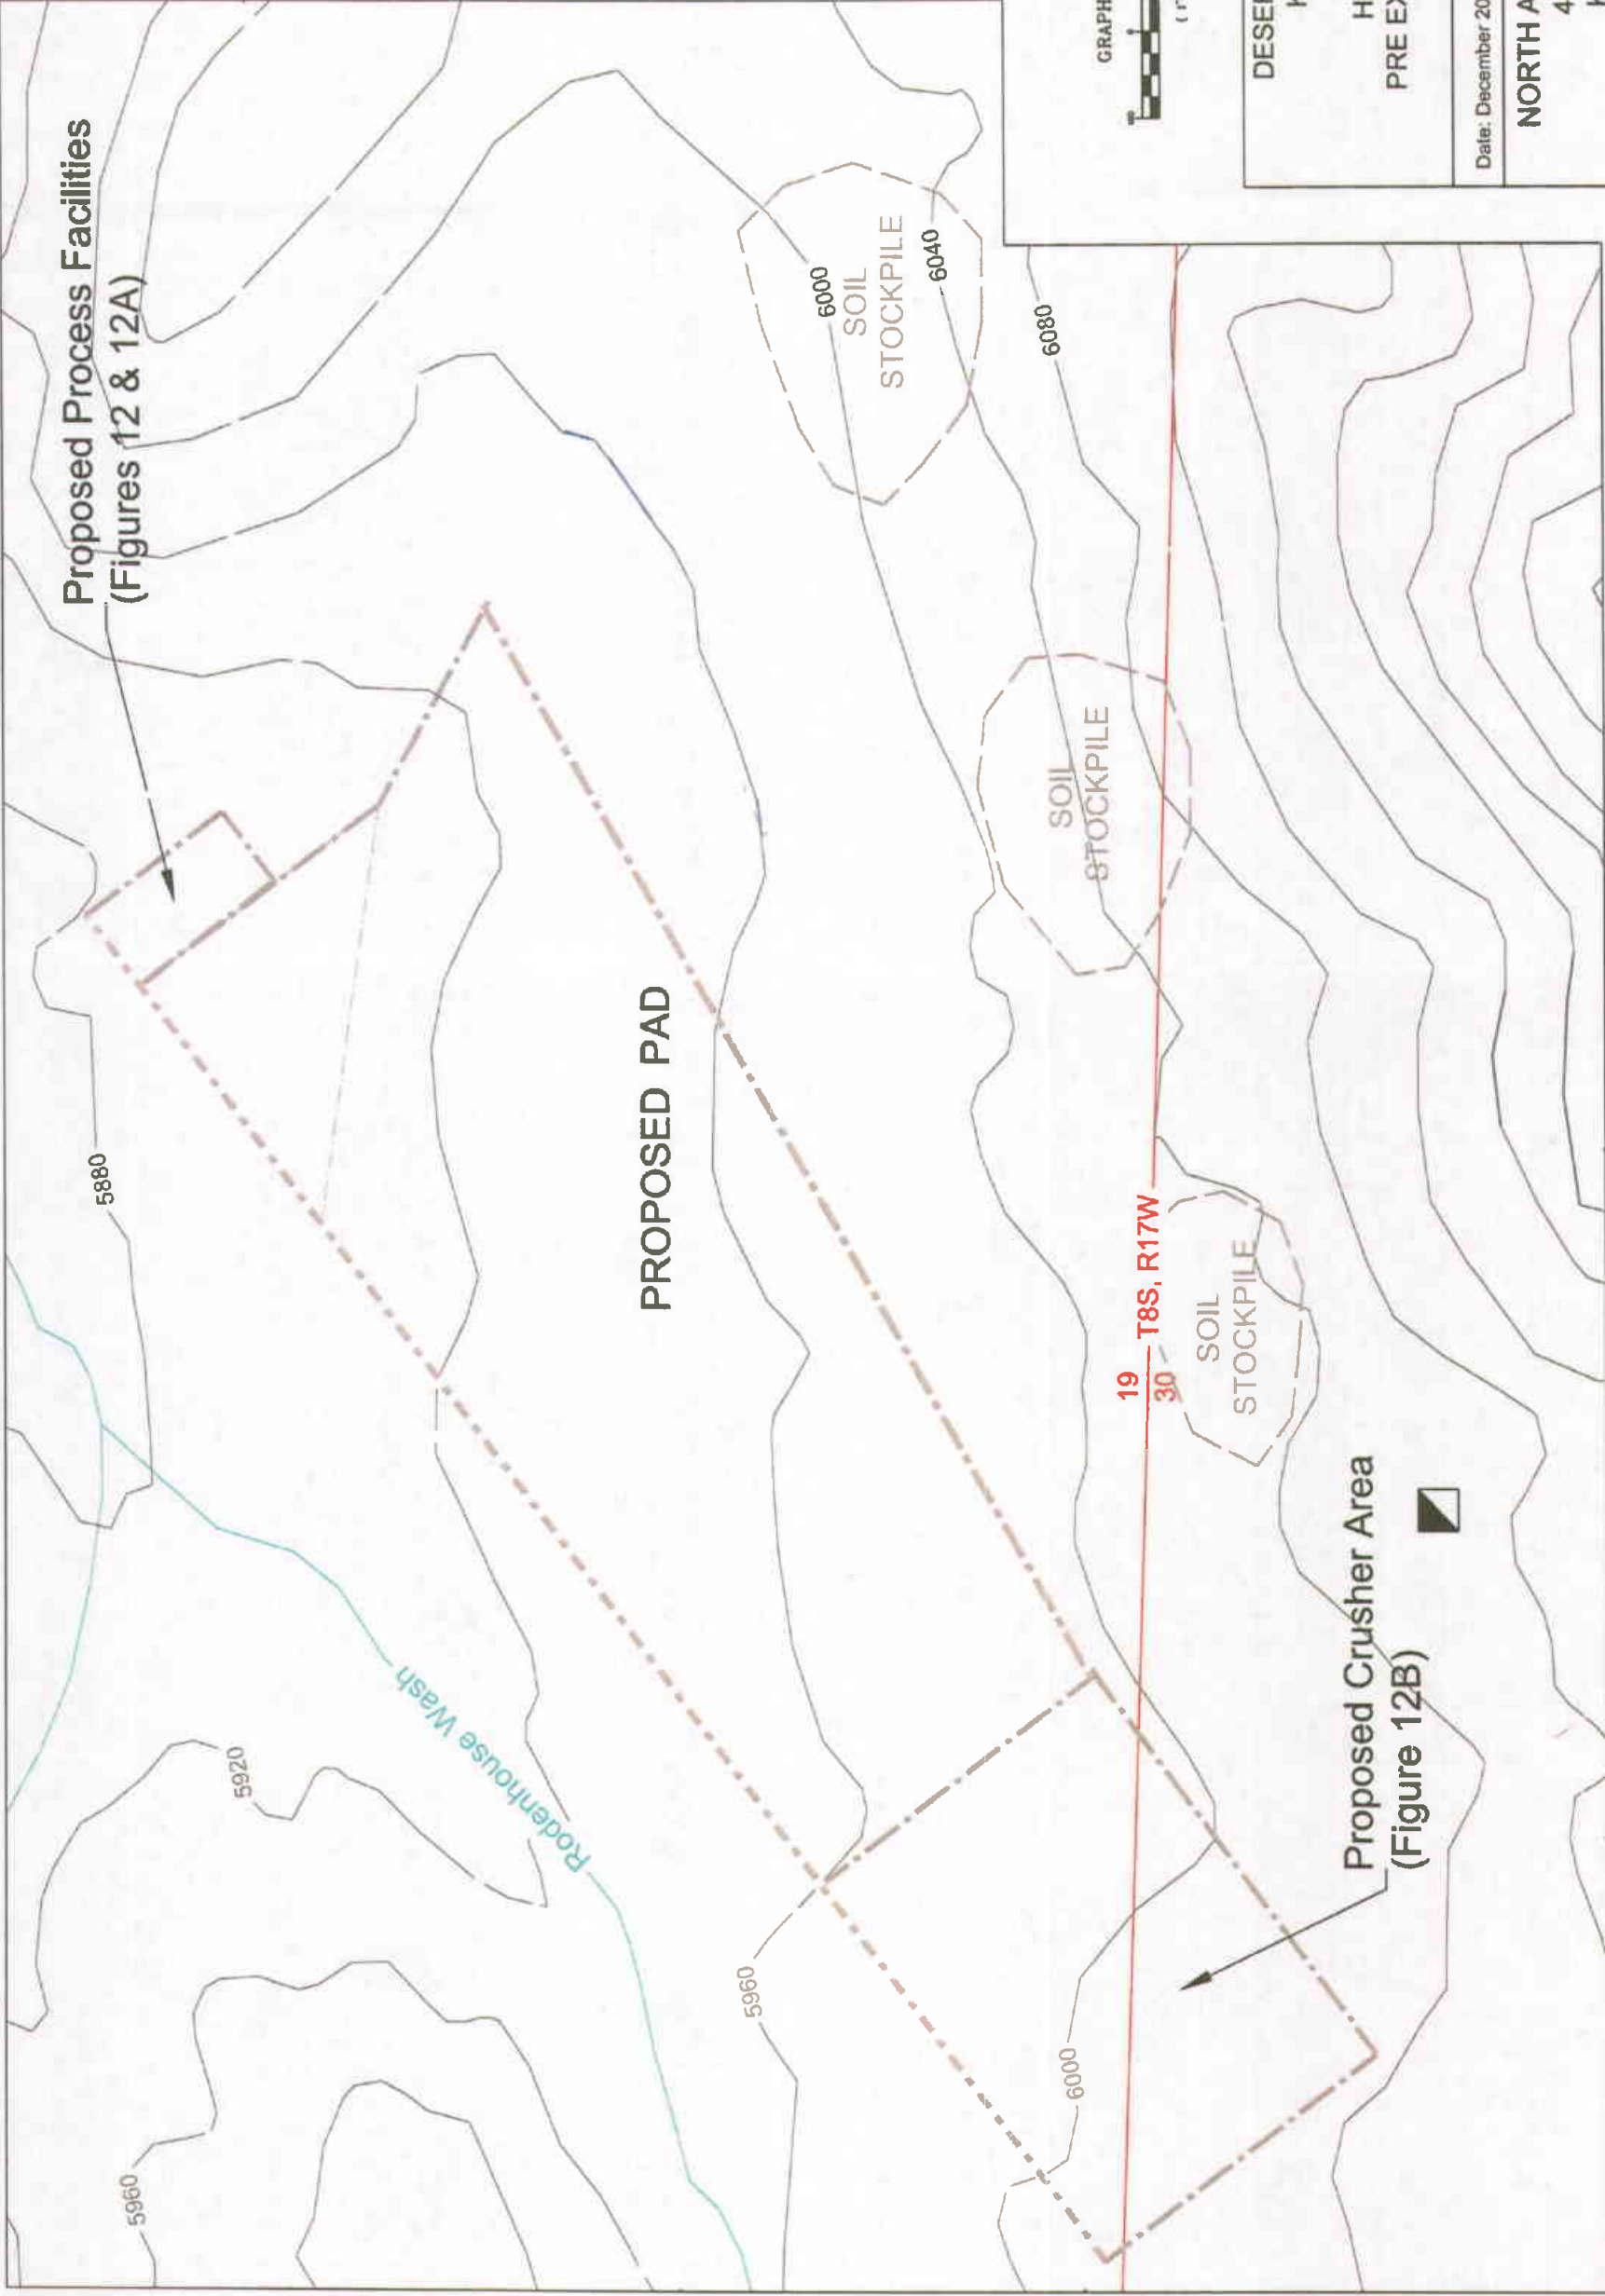 Proposed Process Facilities
(Figures 12 & 12A)
5880
5920
5960
Rodenhouse Wash
PROPOSED PAD
5960
6000
6000
SOIL
STOCKPILE
6040
6080
SOIL
STOCKPILE
19
30
T8S, R17W
SOIL
STOCKPILE
Proposed Crusher Area
(Figure 12B)
GRAPH
DESE
H
PRE EX
Date: December 20
NORTH A
4